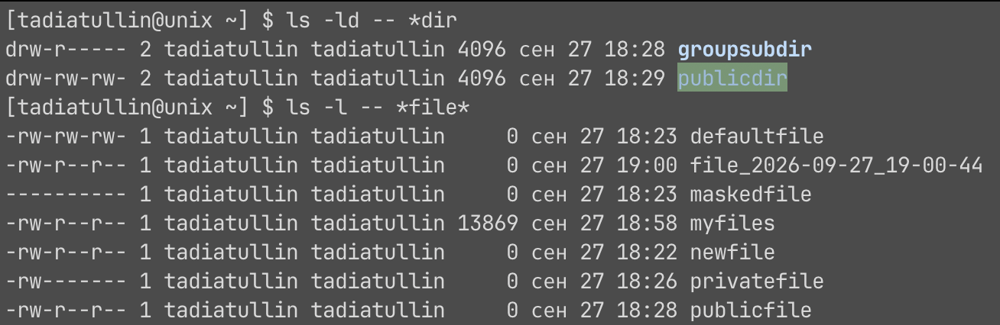 [tadiatullin@unix ~] $ ls -ld -- *dir
drw-r----- 2 tadiatullin tadiatullin 4096 сен 27 18:28 groupsubdir
drw-rw-rw- 2 tadiatullin tadiatullin 4096 сен 27 18:29 publicdir
[tadiatullin@unix ~] $ ls -l -- *file*
-rw-rw-rw- 1 tadiatullin tadiatullin     0 сен 27 18:23 defaultfile
-rw-r--r-- 1 tadiatullin tadiatullin     0 сен 27 19:00 file_2026-09-27_19-00-44
---------- 1 tadiatullin tadiatullin     0 сен 27 18:23 maskedfile
-rw-r--r-- 1 tadiatullin tadiatullin 13869 сен 27 18:58 myfiles
-rw-r--r-- 1 tadiatullin tadiatullin     0 сен 27 18:22 newfile
-rw------- 1 tadiatullin tadiatullin     0 сен 27 18:26 privatefile
-rw-r--r-- 1 tadiatullin tadiatullin     0 сен 27 18:28 publicfile